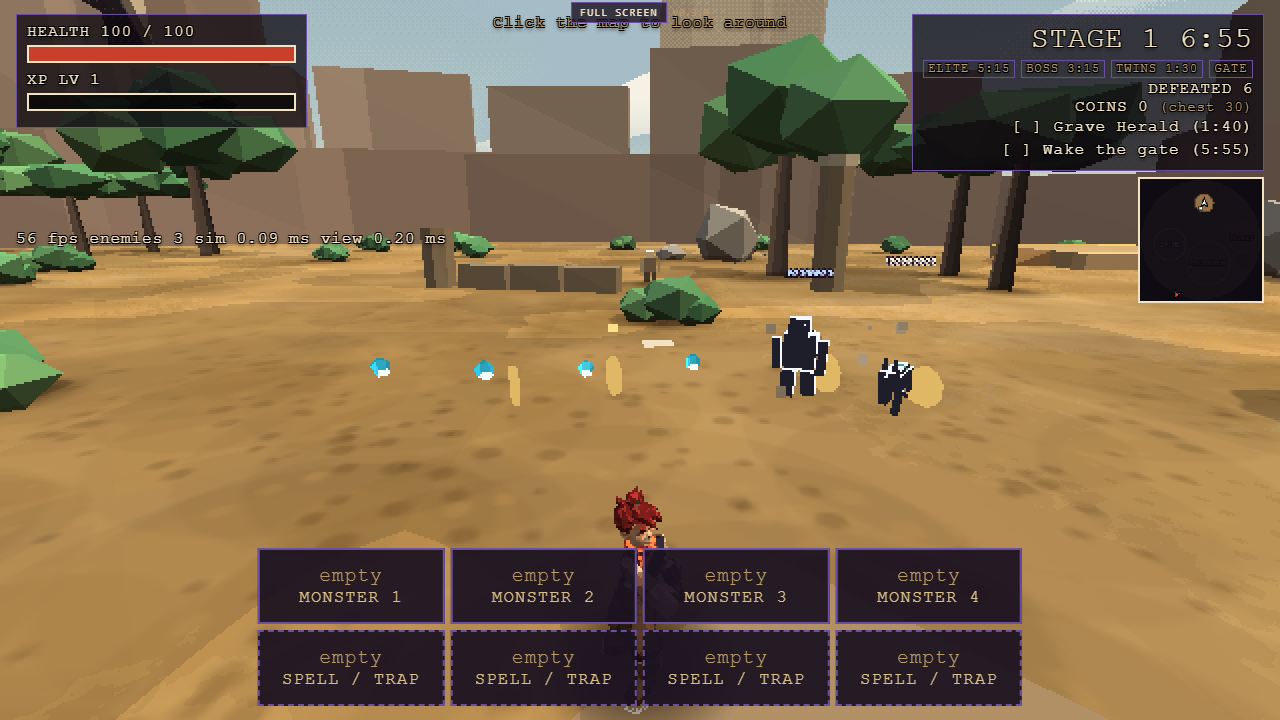 FULL SCREEN
Click the map to look around
HEALTH 100 / 100
XP LV 1
STAGE 1 6:55
ELITE 5:15 BOSS 3:15 TWINS 1:30 GATE
DEFEATED 6
COINS 0 (chest 30)
[ ] Grave Herald (1:40)
[ ] Wake the gate (5:55)
56 fps enemies 3 sim 0.09 ms view 0.20 ms
empty empty empty empty
MONSTER 1 MONSTER 2 MONSTER 3 MONSTER 4
empty empty empty empty
SPELL / TRAP SPELL / TRAP SPELL / TRAP SPELL / TRAP